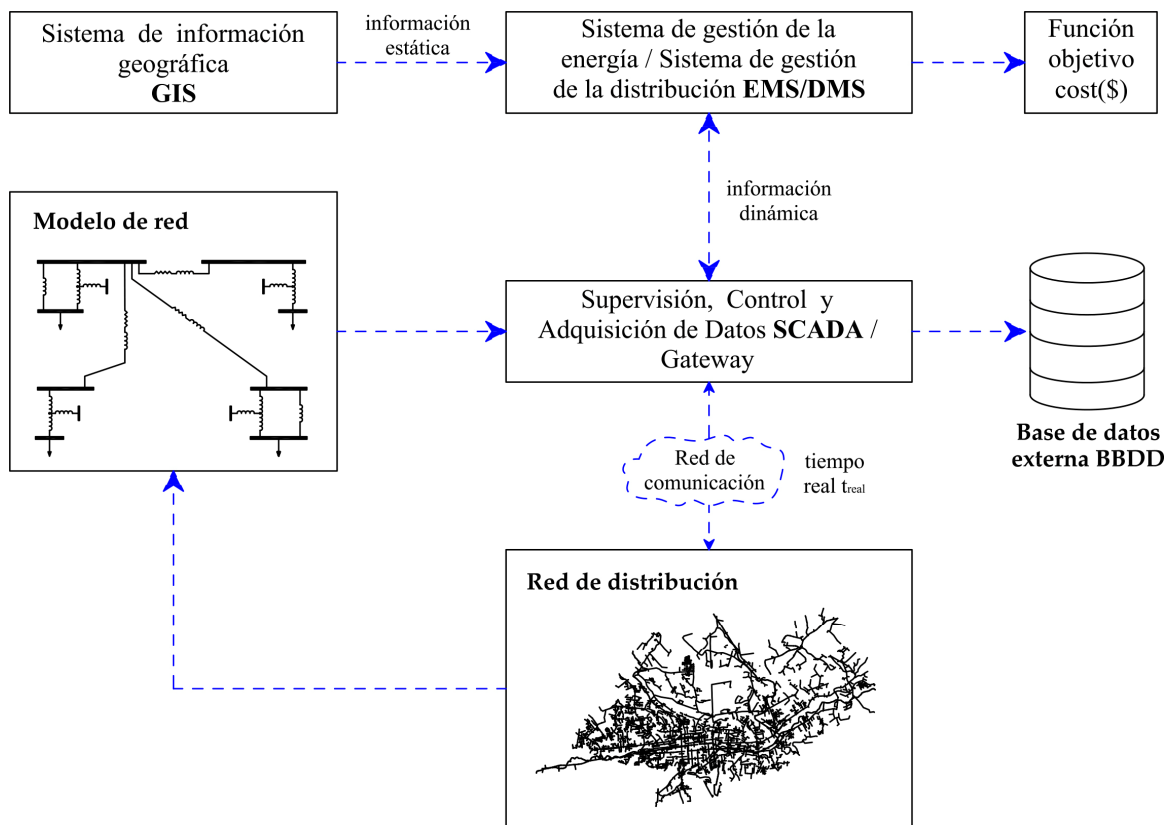 Sistema de información
geográfica
GIS
información
estática
Sistema de gestión de la
energía / Sistema de gestión
de la distribución EMS/DMS
Función
objetivo
cost($)
información
dinámica
Modelo de red
Supervisión, Control y
Adquisición de Datos SCADA /
Gateway
Base de datos
externa BBDD
Red de
comunicación
tiempo
real treal
Red de distribución